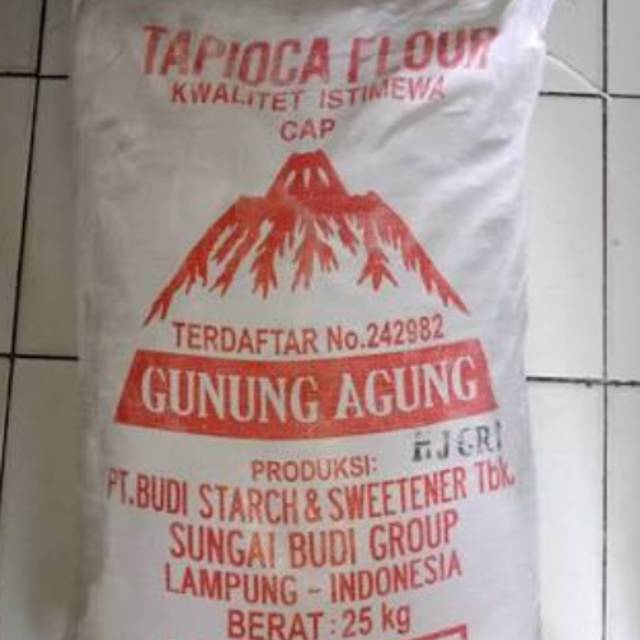 TAPIOCA FLOUR
KWALITET ISTIMEWA
CAP
TERDAFTAR No.242982
GUNUNG AGUNG
PRODUKSI:
PT.BUDI STARCH & SWEETENER Tbk.
SUNGAI BUDI GROUP
LAMPUNG - INDONESIA
BERAT : 25 kg